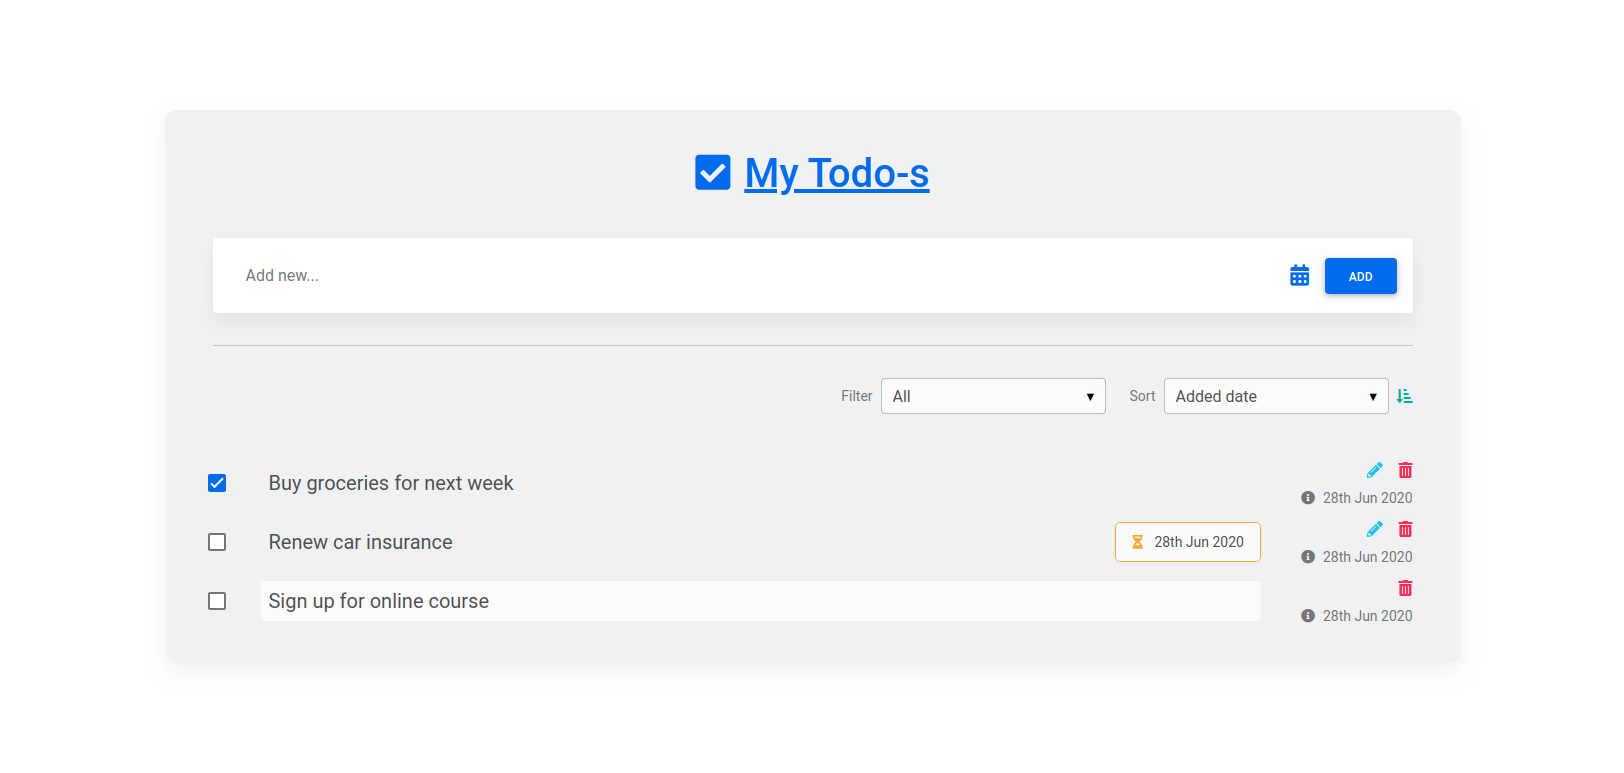 My Todo-s
Add new...
ADD
Filter All Sort Added date
Buy groceries for next week
28th Jun 2020
Renew car insurance 28th Jun 2020
28th Jun 2020
Sign up for online course
28th Jun 2020